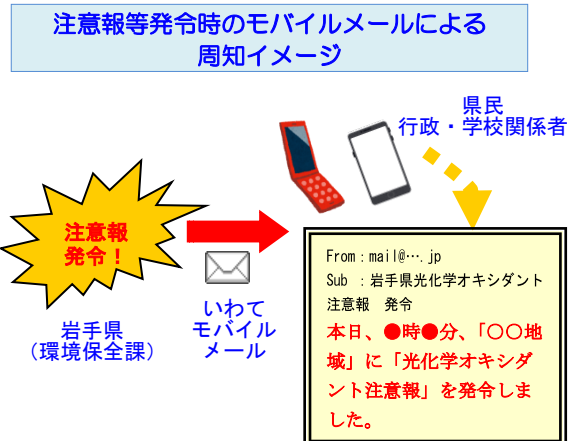 注意報等発令時のモバイルメールによる
周知イメージ
県民
行政・学校関係者
注意報
発令！
From：mail@….jp
Sub ：岩手県光化学オキシダント
注意報　発令
本日、●時●分、「○○地
域」に「光化学オキシダ
ント注意報」を発令しま
した。
いわて
モバイル
メール
岩手県
（環境保全課）